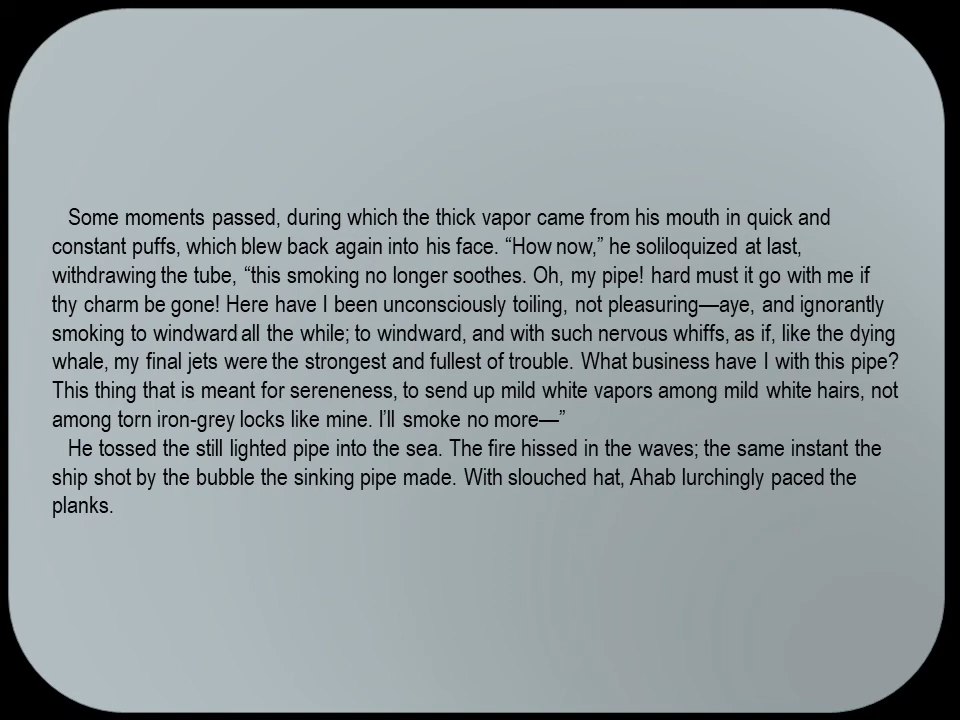 Some moments passed, during which the thick vapor came from his mouth in quick and
constant puffs, which blew back again into his face. “How now,” he soliloquized at last,
withdrawing the tube, “this smoking no longer soothes. Oh, my pipe! hard must it go with me if
thy charm be gone! Here have I been unconsciously toiling, not pleasuring—aye, and ignorantly
smoking to windward all the while; to windward, and with such nervous whiffs, as if, like the dying
whale, my final jets were the strongest and fullest of trouble. What business have I with this pipe?
This thing that is meant for sereneness, to send up mild white vapors among mild white hairs, not
among torn iron-grey locks like mine. I’ll smoke no more—”
He tossed the still lighted pipe into the sea. The fire hissed in the waves; the same instant the
ship shot by the bubble the sinking pipe made. With slouched hat, Ahab lurchingly paced the
planks.